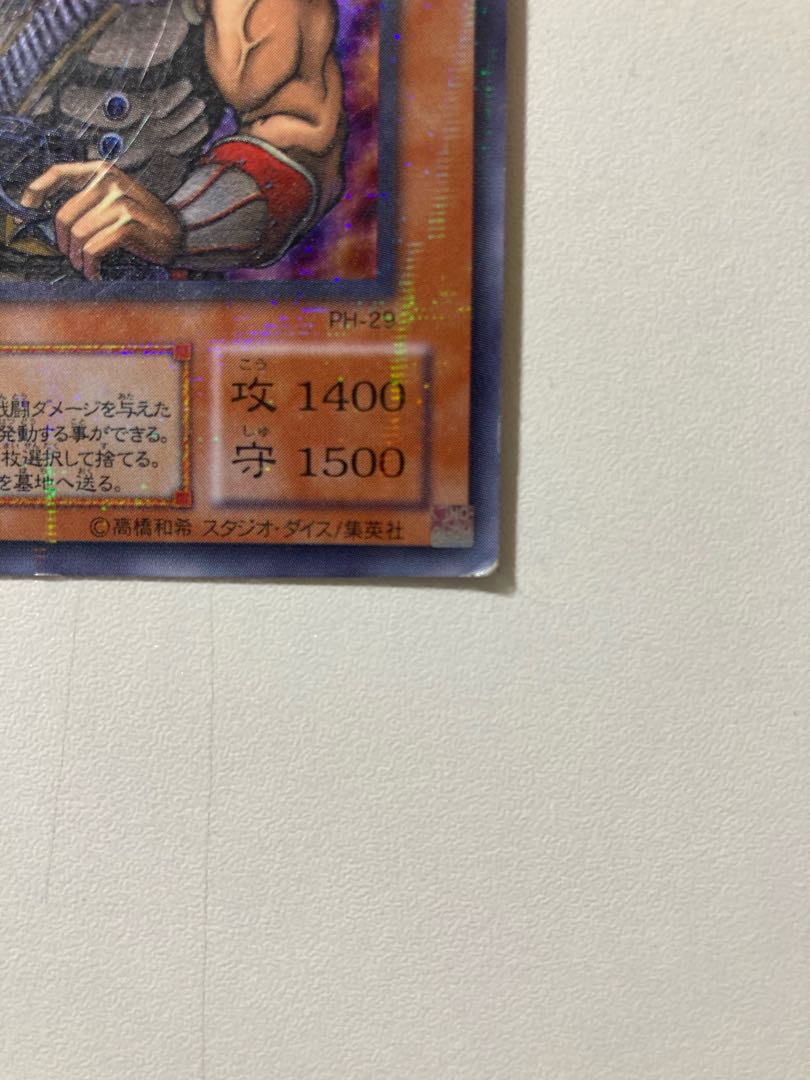 PH-29
戦闘ダメージを与えた
発動する事ができる。
枚選択して捨てる。
を墓地へ送る。
こう
攻 1400
しゅ
守 1500
©高橋和希 スタジオ・ダイス/集英社